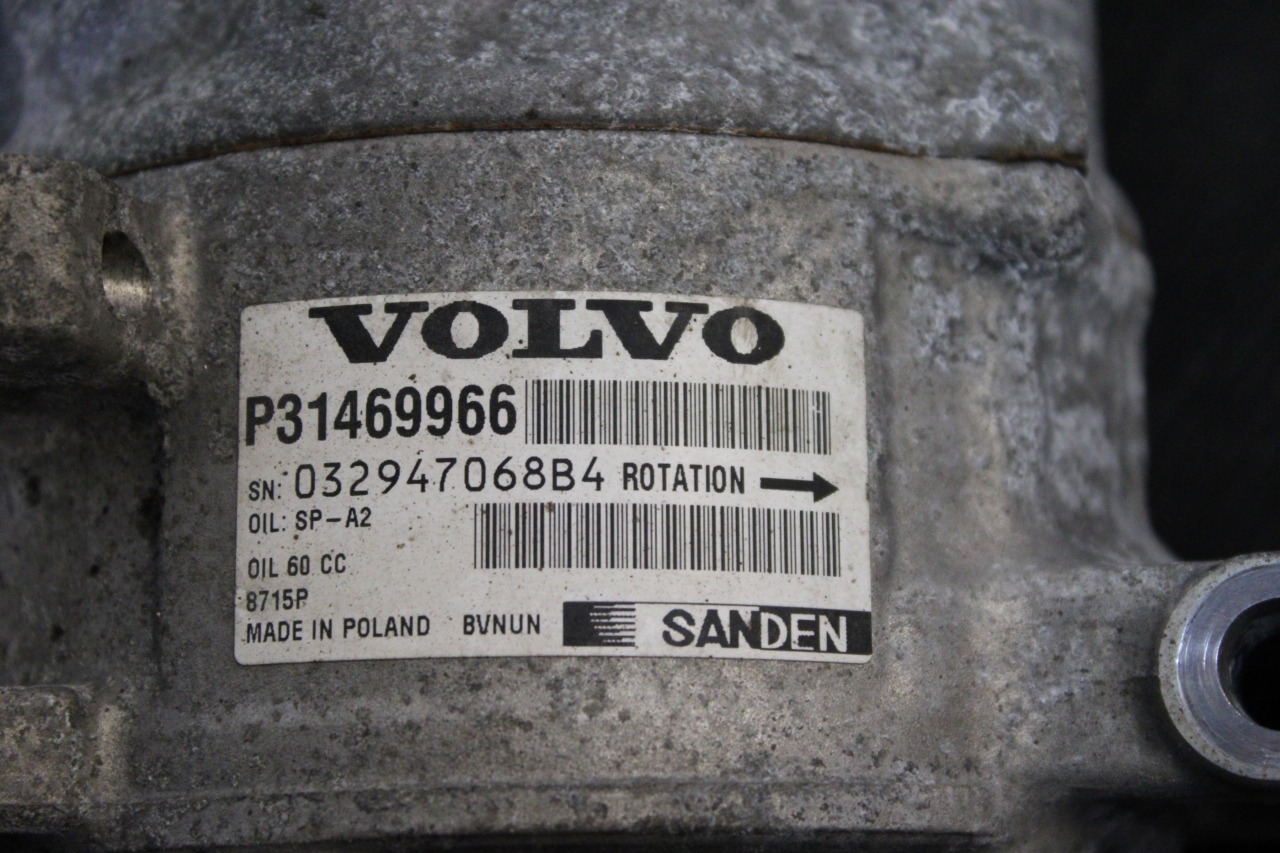 VOLVO
P31469966
SN: 032947068B4 ROTATION
OIL: SP-A2
OIL 60 CC
8715P
MADE IN POLAND BVNUN SANDEN